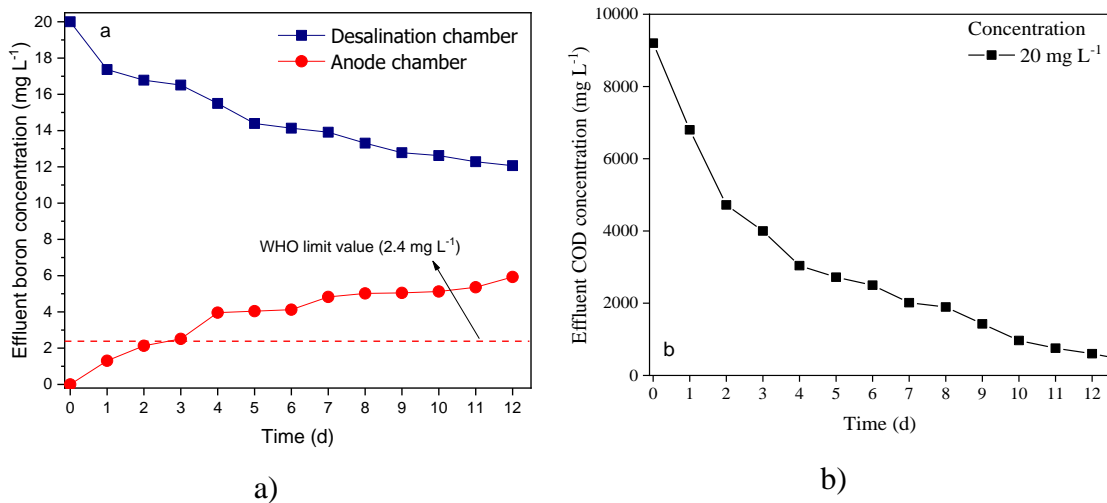 a
Desalination chamber
Anode chamber
WHO limit value (2.4 mg L⁻¹)
Effluent boron concentration (mg L⁻¹)
20
18
16
14
12
10
8
6
4
2
0
0 1 2 3 4 5 6 7 8 9 10 11 12
Time (d)
a)
Concentration
20 mg L⁻¹
Effluent COD concentration (mg L⁻¹)
10000
8000
6000
4000
2000
0
b
0 1 2 3 4 5 6 7 8 9 10 11 12
Time (d)
b)